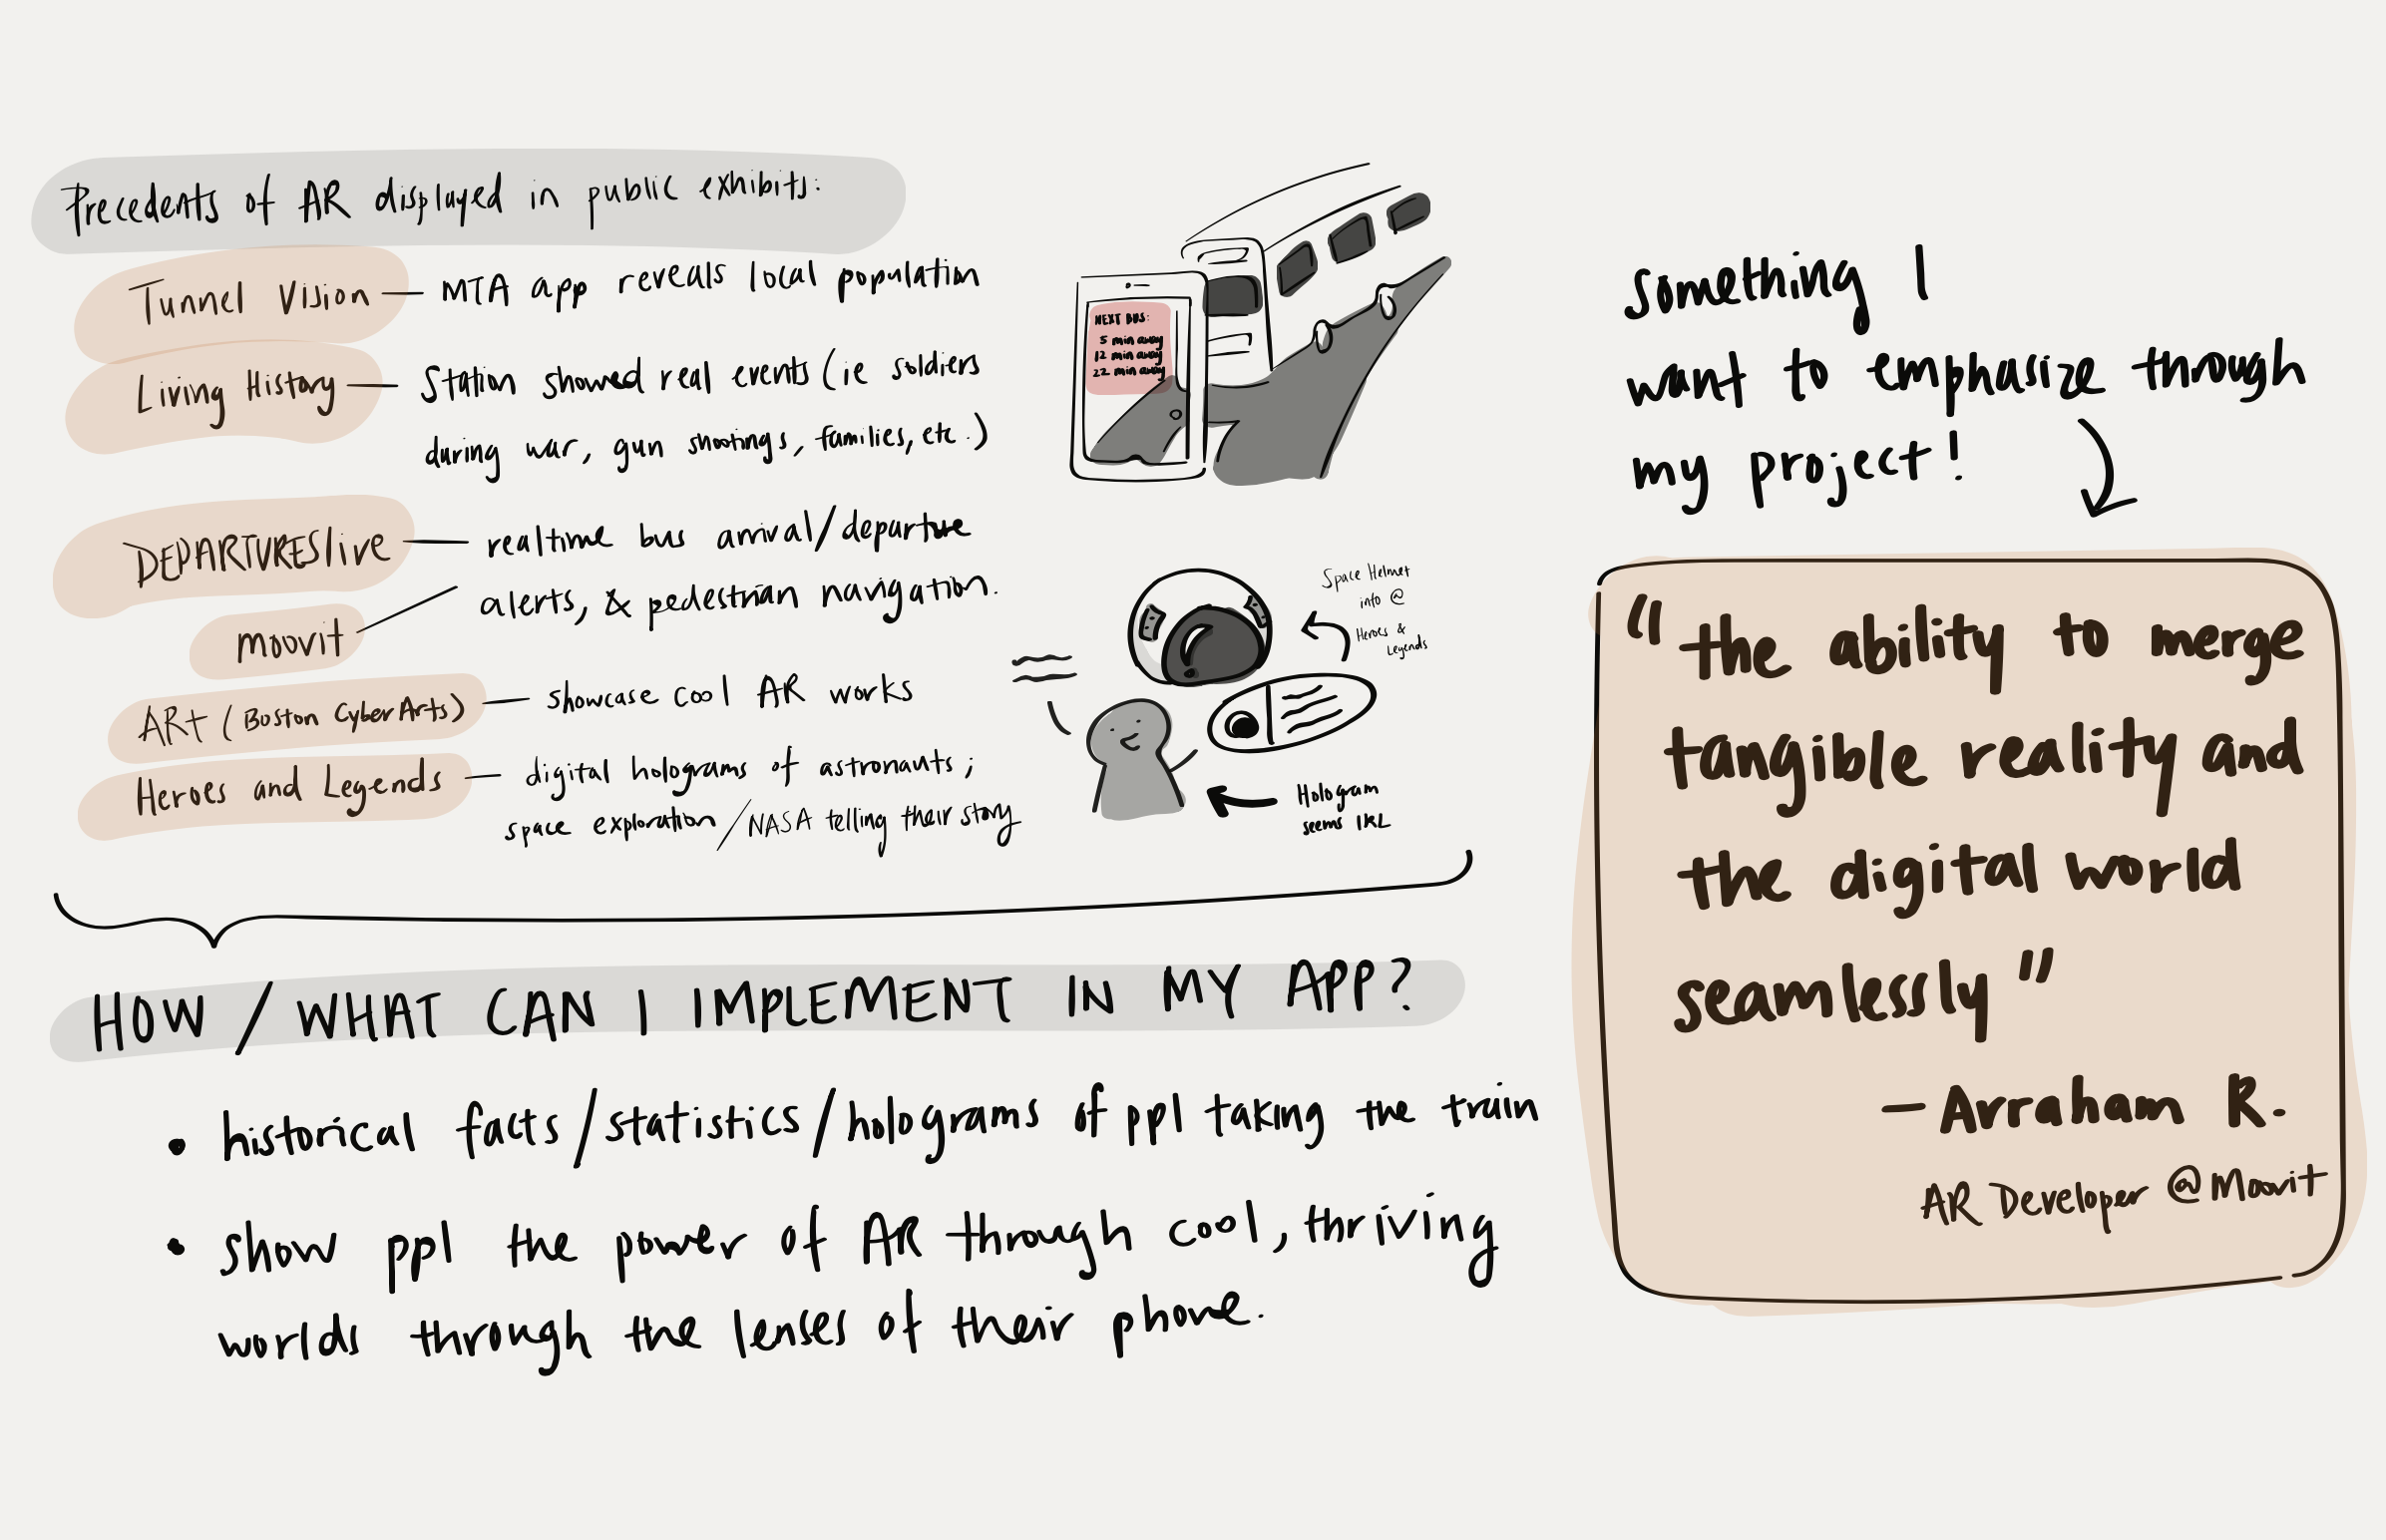 Precedents of AR displayed in public exhibits:
Tunnel Vision — MTA app reveals local population
Living History — Station showed real events (ie soldiers
during war, gun shootings, families, etc.)
DEPARTURESlive — realtime bus arrival/departure
alerts, & pedestrian navigation.
moovit
ARt (Boston CyberArts) — showcase cool AR works
Heroes and Legends — digital holograms of astronauts;
space exploration/NASA telling their story
NEXT BUS:
5 min away
12 min away
22 min away
Space Helmet
info @
Heroes &
Legends
Hologram
seems IRL
HOW / WHAT CAN I IMPLEMENT IN MY APP?
• historical facts/statistics/holograms of ppl taking the train
• show ppl the power of AR through cool, thriving
worlds through the lenses of their phone.
something I
want to emphasize through
my project!
"the ability to merge
tangible reality and
the digital world
seamlessly"
— Avraham R.
AR Developer @Moovit